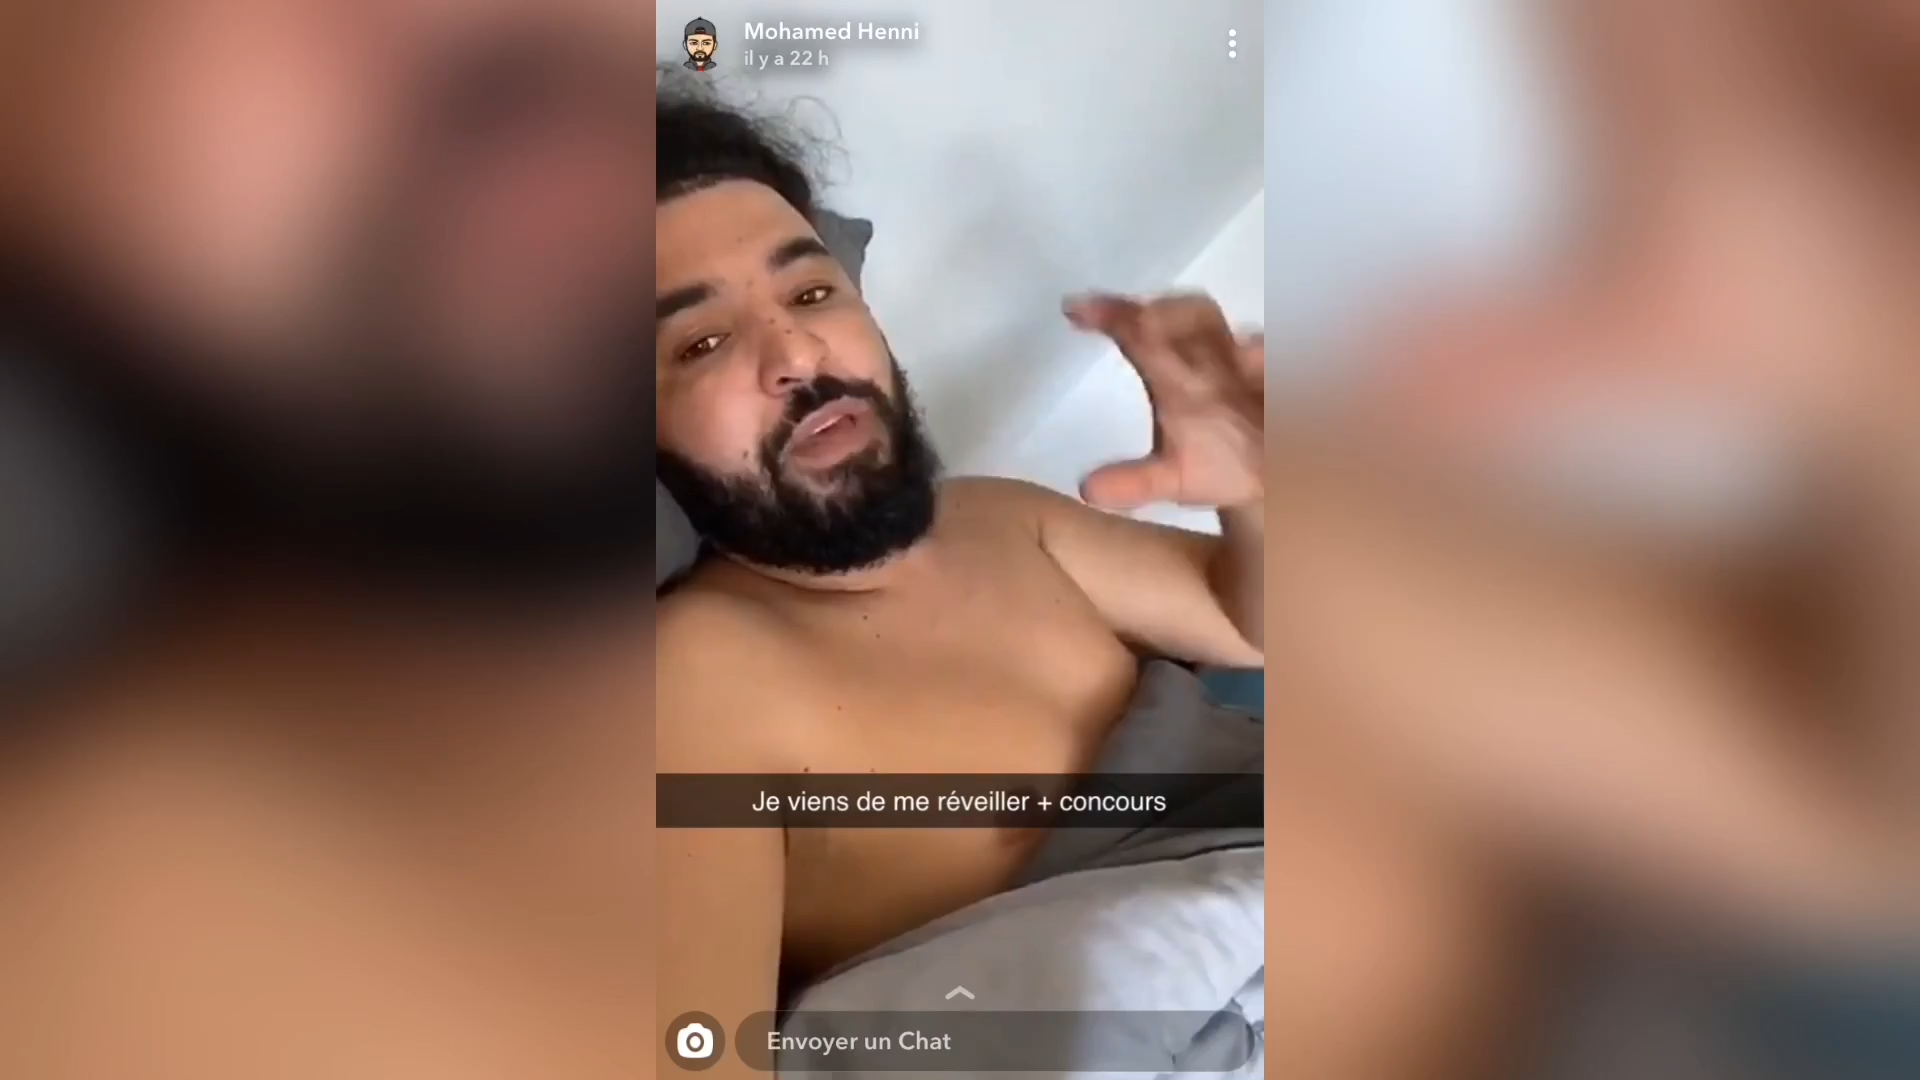 Mohamed Henni
il y a 22 h
Je viens de me réveiller + concours
Envoyer un Chat